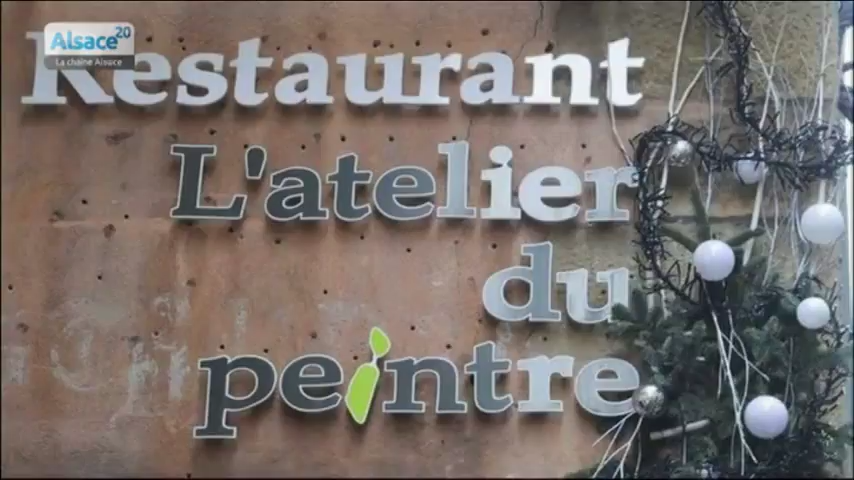 Alsace20
La chaîne Alsace
Restaurant
L'atelier
du
peintre